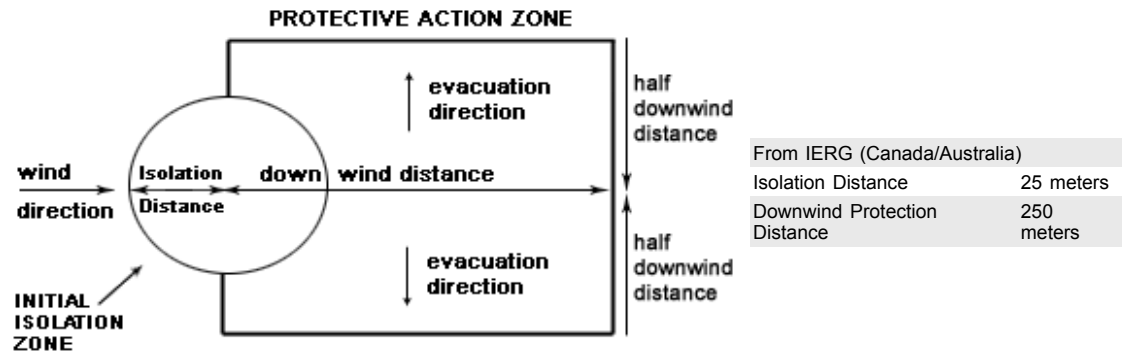 PROTECTIVE ACTION ZONE
evacuation
direction
half
downwind
distance
wind
direction
Isolation
Distance
down wind distance
evacuation
direction
half
downwind
distance
INITIAL
ISOLATION
ZONE
From IERG (Canada/Australia)
Isolation Distance 25 meters
Downwind Protection 250
Distance meters